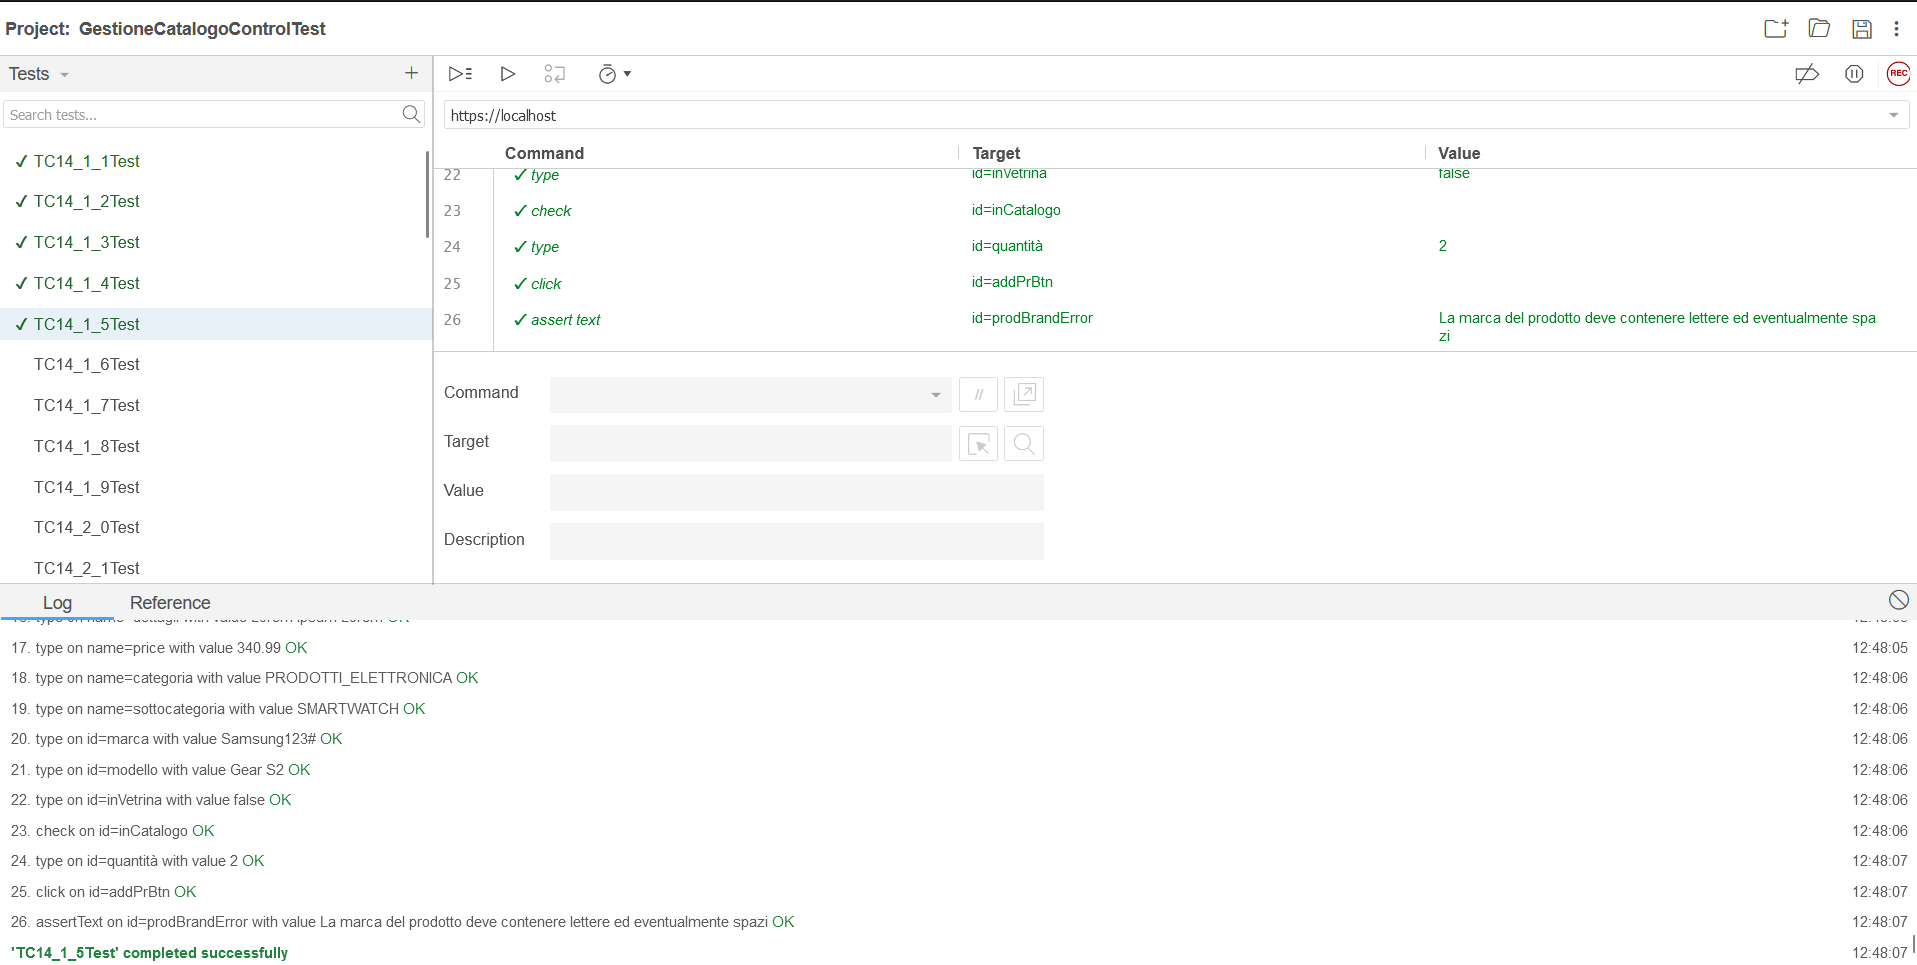 Project: GestioneCatalogoControlTest
Tests
Search tests...
✓ TC14_1_1Test
✓ TC14_1_2Test
✓ TC14_1_3Test
✓ TC14_1_4Test
✓ TC14_1_5Test
TC14_1_6Test
TC14_1_7Test
TC14_1_8Test
TC14_1_9Test
TC14_2_0Test
TC14_2_1Test
REC
https://localhost
Command Target Value
22 ✓ type id=inVetrina false
23 ✓ check id=inCatalogo
24 ✓ type id=quantità 2
25 ✓ click id=addPrBtn
26 ✓ assert text id=prodBrandError La marca del prodotto deve contenere lettere ed eventualmente spa
zi
Command //
Target
Value
Description
Log Reference
17. type on name=price with value 340.99 OK 12:48:05
18. type on name=categoria with value PRODOTTI_ELETTRONICA OK 12:48:06
19. type on name=sottocategoria with value SMARTWATCH OK 12:48:06
20. type on id=marca with value Samsung123# OK 12:48:06
21. type on id=modello with value Gear S2 OK 12:48:06
22. type on id=inVetrina with value false OK 12:48:06
23. check on id=inCatalogo OK 12:48:06
24. type on id=quantità with value 2 OK 12:48:07
25. click on id=addPrBtn OK 12:48:07
26. assertText on id=prodBrandError with value La marca del prodotto deve contenere lettere ed eventualmente spazi OK 12:48:07
'TC14_1_5Test' completed successfully 12:48:07